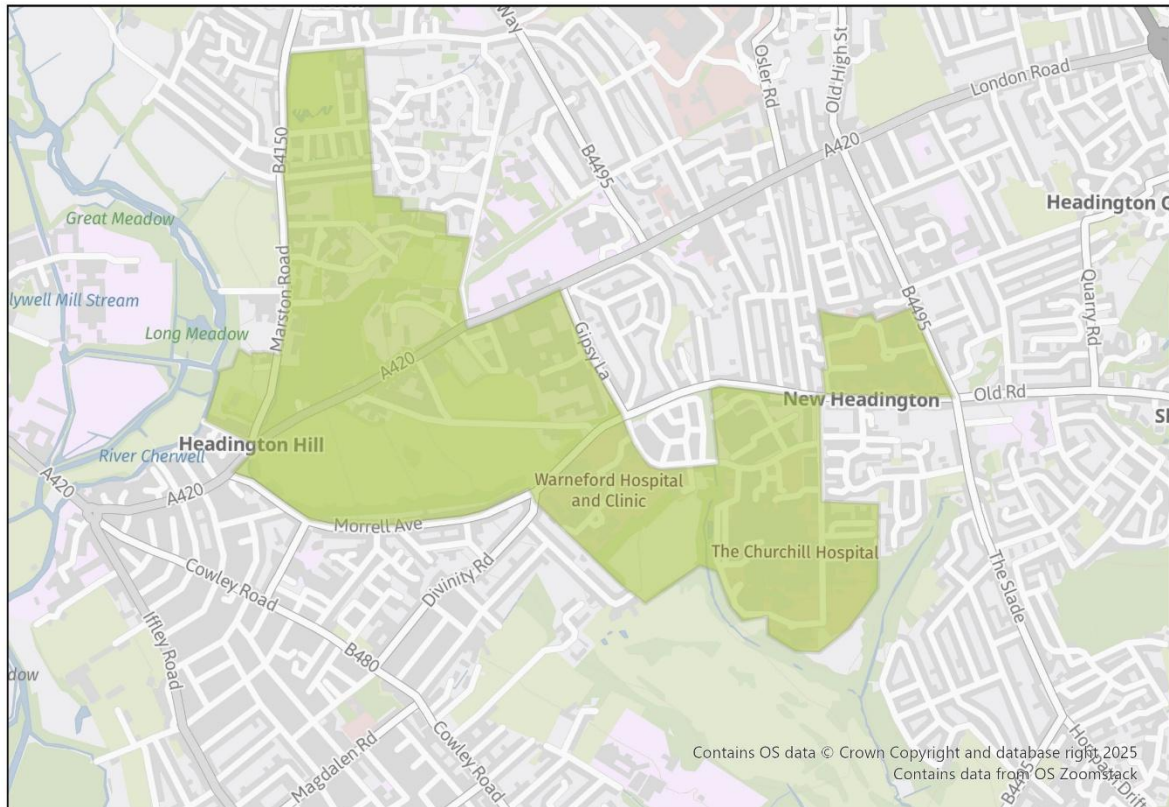 Way
Osler Rd
Old High St
London Road
A420
B4150
B4495
Headington
Great Meadow
lywell Mill Stream
Long Meadow
Marston Road
A420
Gipsy La
B4495
Quarry Rd
New Headington
Old Rd
Headington Hill
River Cherwell
A420
A420
Warneford Hospital
and Clinic
Morrell Ave
The Churchill Hospital
Divinity Rd
Cowley Road
The Slade
Iffley Road
B480
dow
Magdalen Rd
Cowley Road
B4495
Contains OS data © Crown Copyright and database right 2025
Contains data from OS Zoomstack